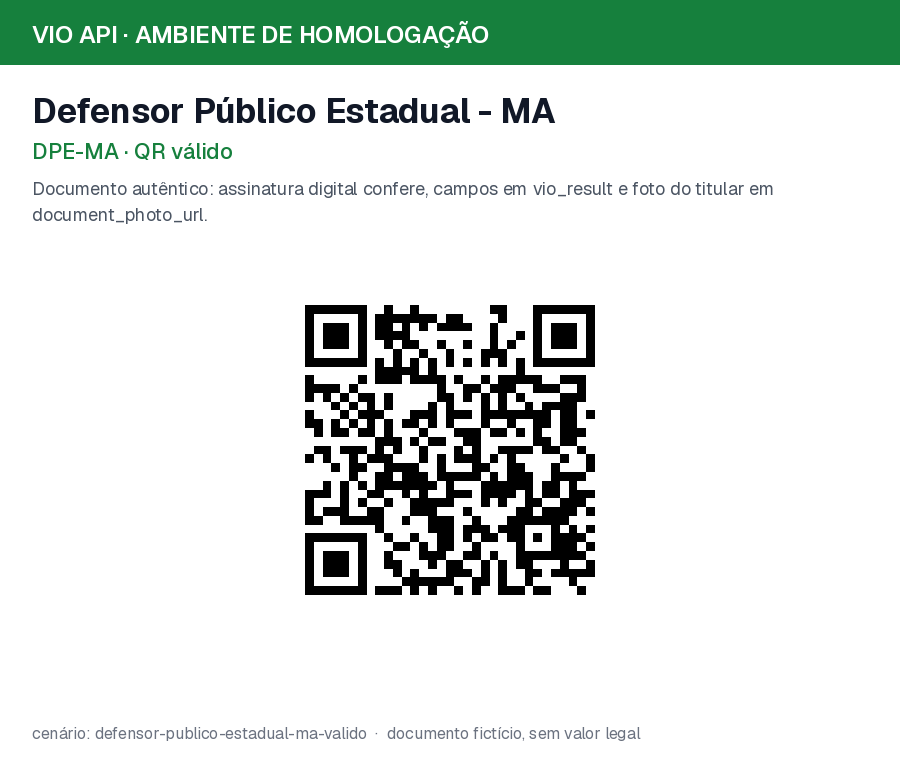 VIO API · AMBIENTE DE HOMOLOGAÇÃO
Defensor Público Estadual - MA
DPE-MA · QR válido
Documento autêntico: assinatura digital confere, campos em vio_result e foto do titular em
document_photo_url.
cenário: defensor-publico-estadual-ma-valido · documento fictício, sem valor legal